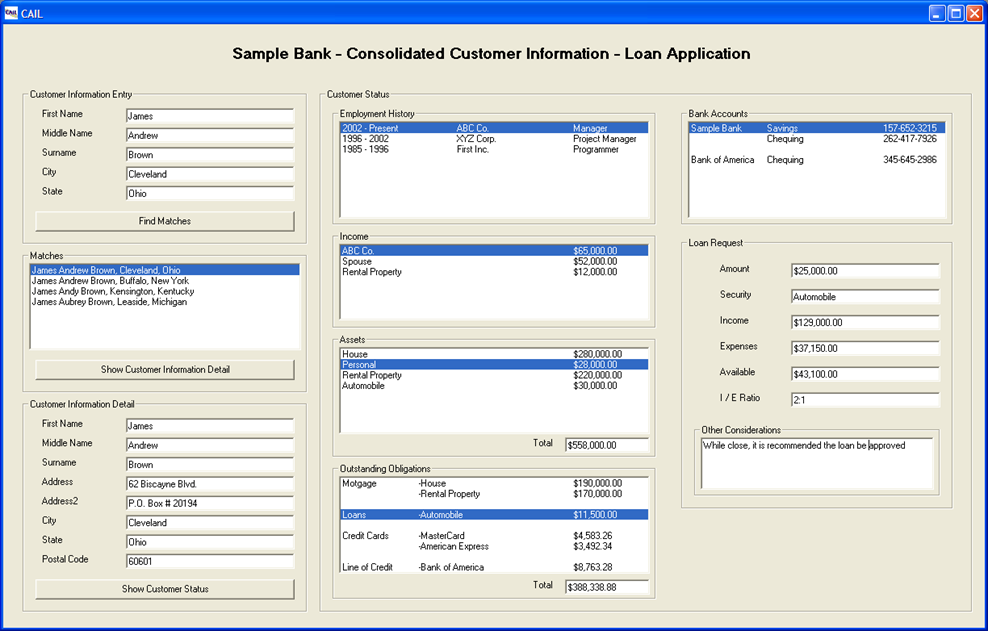 CAIL CAIL
Sample Bank - Consolidated Customer Information - Loan Application
Customer Information Entry
First Name James
Middle Name Andrew
Surname Brown
City Cleveland
State Ohio
Find Matches
Matches
James Andrew Brown, Cleveland, Ohio
James Andrew Brown, Buffalo, New York
James Andy Brown, Kensington, Kentucky
James Aubrey Brown, Leaside, Michigan
Show Customer Information Detail
Customer Information Detail
First Name James
Middle Name Andrew
Surname Brown
Address 62 Biscayne Blvd.
Address2 P.O. Box # 20194
City Cleveland
State Ohio
Postal Code 60601
Show Customer Status
Customer Status
Employment History
2002 - Present ABC Co. Manager
1996 - 2002 XYZ Corp. Project Manager
1985 - 1996 First Inc. Programmer
Income
ABC Co. $65,000.00
Spouse $52,000.00
Rental Property $12,000.00
Assets
House $280,000.00
Personal $28,000.00
Rental Property $220,000.00
Automobile $30,000.00
Total $558,000.00
Outstanding Obligations
Motgage -House $190,000.00
-Rental Property $170,000.00
Loans -Automobile $11,500.00
Credit Cards -MasterCard $4,583.26
-American Express $3,492.34
Line of Credit -Bank of America $8,763.28
Total $388,338.88
Bank Accounts
Sample Bank Savings 157-652-3215
Chequing 262-417-7926
Bank of America Chequing 345-645-2986
Loan Request
Amount $25,000.00
Security Automobile
Income $129,000.00
Expenses $37,150.00
Available $43,100.00
I / E Ratio 2:1
Other Considerations
While close, it is recommended the loan be approved